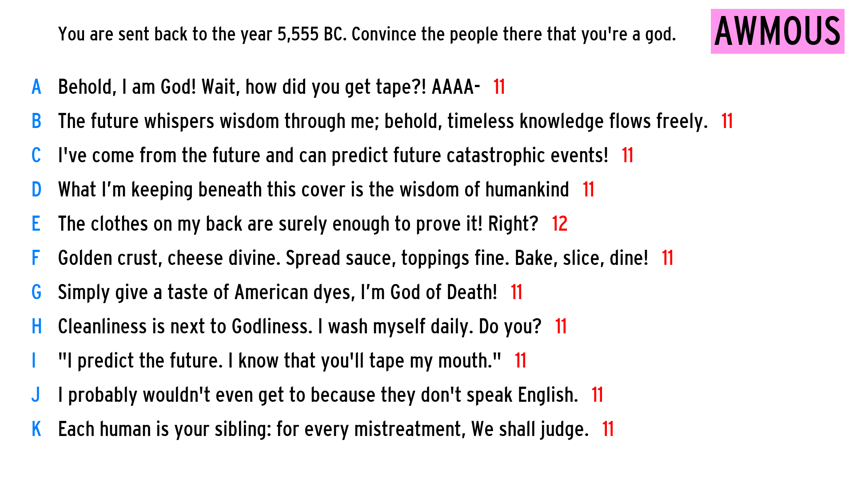 You are sent back to the year 5,555 BC. Convince the people there that you're a god.
AWMOUS
A Behold, I am God! Wait, how did you get tape?! AAAA- 11
B The future whispers wisdom through me; behold, timeless knowledge flows freely. 11
C I've come from the future and can predict future catastrophic events! 11
D What I’m keeping beneath this cover is the wisdom of humankind 11
E The clothes on my back are surely enough to prove it! Right? 12
F Golden crust, cheese divine. Spread sauce, toppings fine. Bake, slice, dine! 11
G Simply give a taste of American dyes, I’m God of Death! 11
H Cleanliness is next to Godliness. I wash myself daily. Do you? 11
I "I predict the future. I know that you'll tape my mouth." 11
J I probably wouldn't even get to because they don't speak English. 11
K Each human is your sibling: for every mistreatment, We shall judge. 11